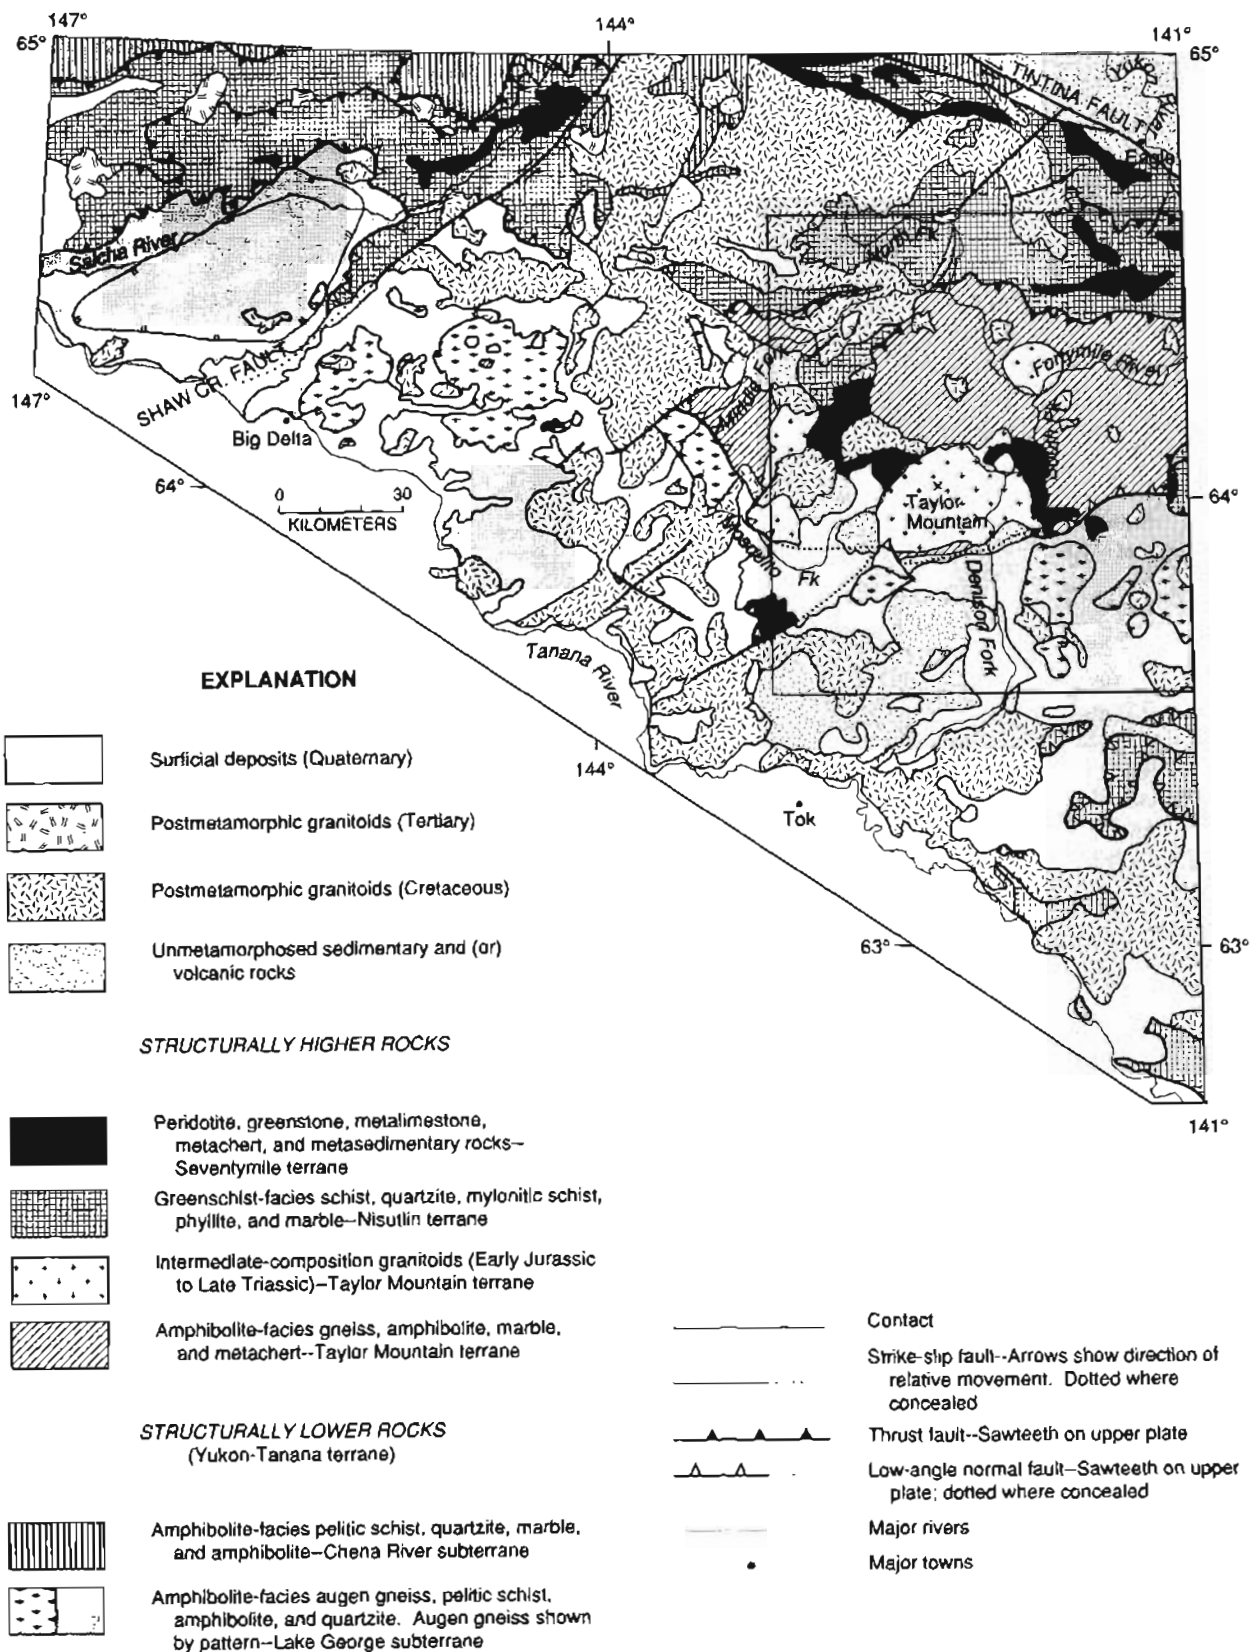 147°
144°
141°
65°
65°
TINTINA FAULT
Eagle
Salcha River
North Fk
SHAW CR. FAULT
Fortymile River
147°
Big Delta
64°
64°
0 30
KILOMETERS
Taylor
Mountain
Mosquito
Fk
Denison Fork
Tanana River
144°
Tok
63°
63°
141°
EXPLANATION
Surficial deposits (Quaternary)
Postmetamorphic granitoids (Tertiary)
Postmetamorphic granitoids (Cretaceous)
Unmetamorphosed sedimentary and (or)
volcanic rocks
STRUCTURALLY HIGHER ROCKS
Peridotite, greenstone, metalimestone,
metachert, and metasedimentary rocks–
Seventymile terrane
Greenschist-facies schist, quartzite, mylonitic schist,
phyllite, and marble–Nisutlin terrane
Intermediate-composition granitoids (Early Jurassic
to Late Triassic)–Taylor Mountain terrane
Amphibolite-facies gneiss, amphibolite, marble,
and metachert--Taylor Mountain terrane
STRUCTURALLY LOWER ROCKS
(Yukon-Tanana terrane)
Amphibolite-facies pelitic schist, quartzite, marble,
and amphibolite–Chena River subterrane
Amphibolite-facies augen gneiss, pelitic schist,
amphibolite, and quartzite. Augen gneiss shown
by pattern–Lake George subterrane
Contact
Strike-slip fault--Arrows show direction of
relative movement. Dotted where
concealed
Thrust fault--Sawteeth on upper plate
Low-angle normal fault–Sawteeth on upper
plate; dotted where concealed
Major rivers
Major towns